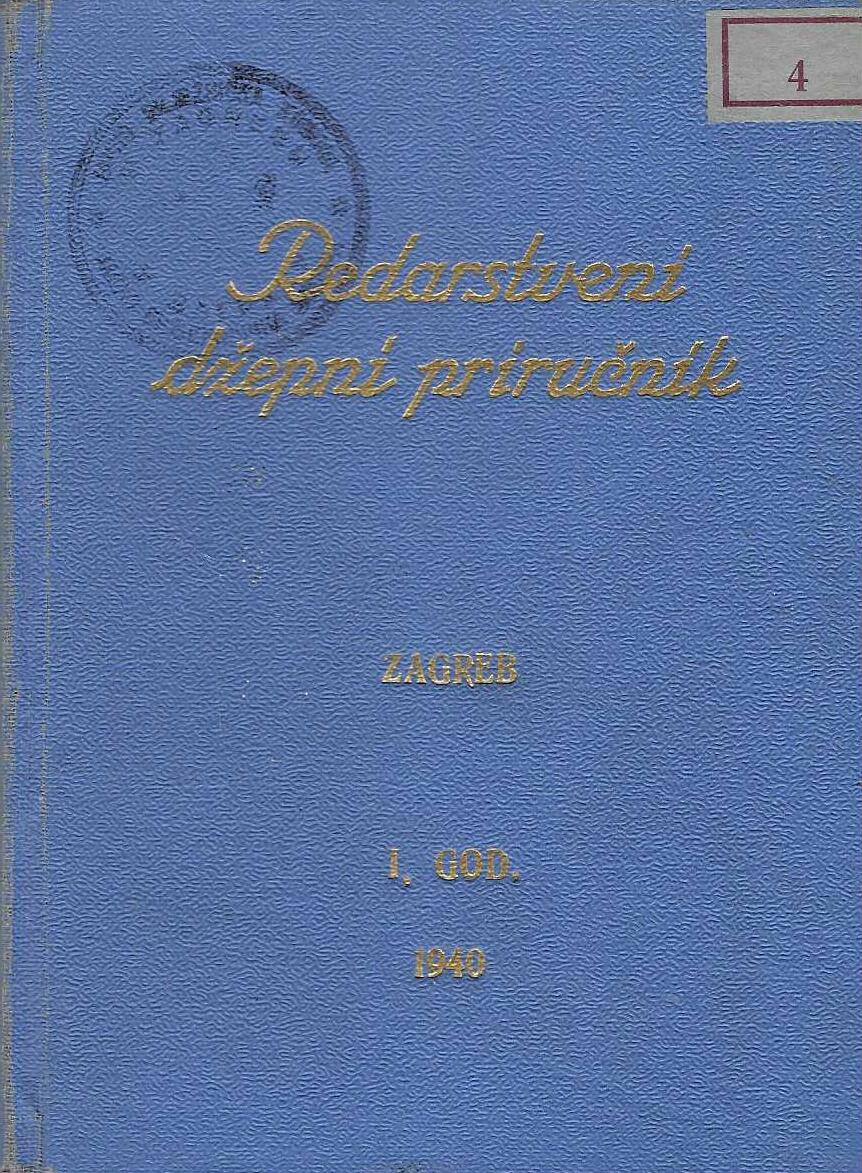 4
Redarstveni
džepni priručnik
ZAGREB
I. GOD.
1940